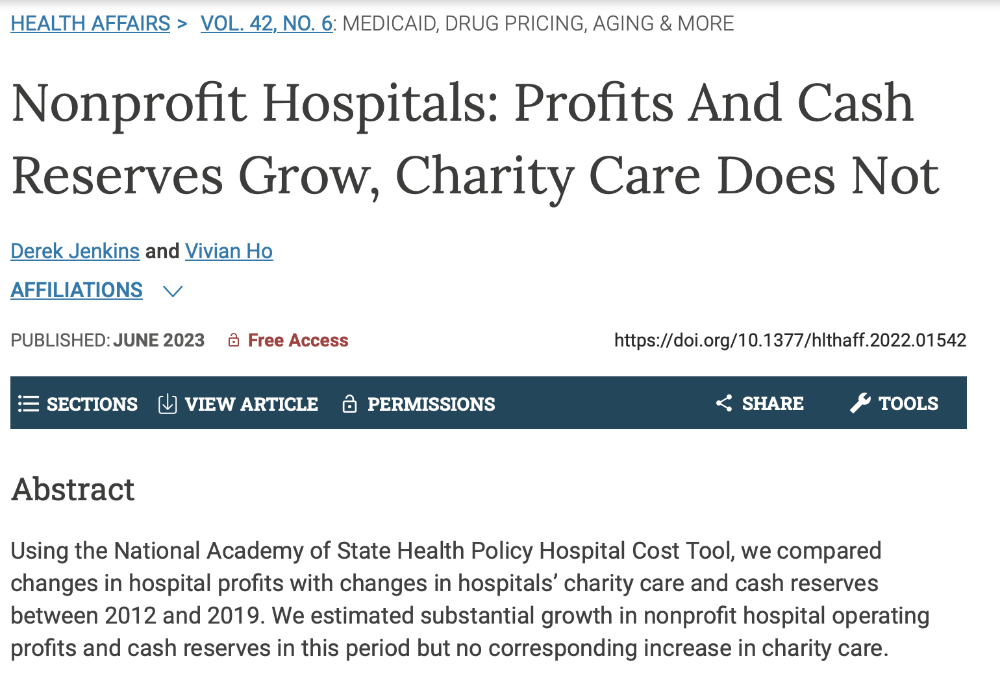 HEALTH AFFAIRS > VOL. 42, NO. 6: MEDICAID, DRUG PRICING, AGING & MORE
Nonprofit Hospitals: Profits And Cash
Reserves Grow, Charity Care Does Not
Derek Jenkins and Vivian Ho
AFFILIATIONS
PUBLISHED: JUNE 2023 Free Access https://doi.org/10.1377/hlthaff.2022.01542
SECTIONS VIEW ARTICLE PERMISSIONS SHARE TOOLS
Abstract
Using the National Academy of State Health Policy Hospital Cost Tool, we compared
changes in hospital profits with changes in hospitals’ charity care and cash reserves
between 2012 and 2019. We estimated substantial growth in nonprofit hospital operating
profits and cash reserves in this period but no corresponding increase in charity care.